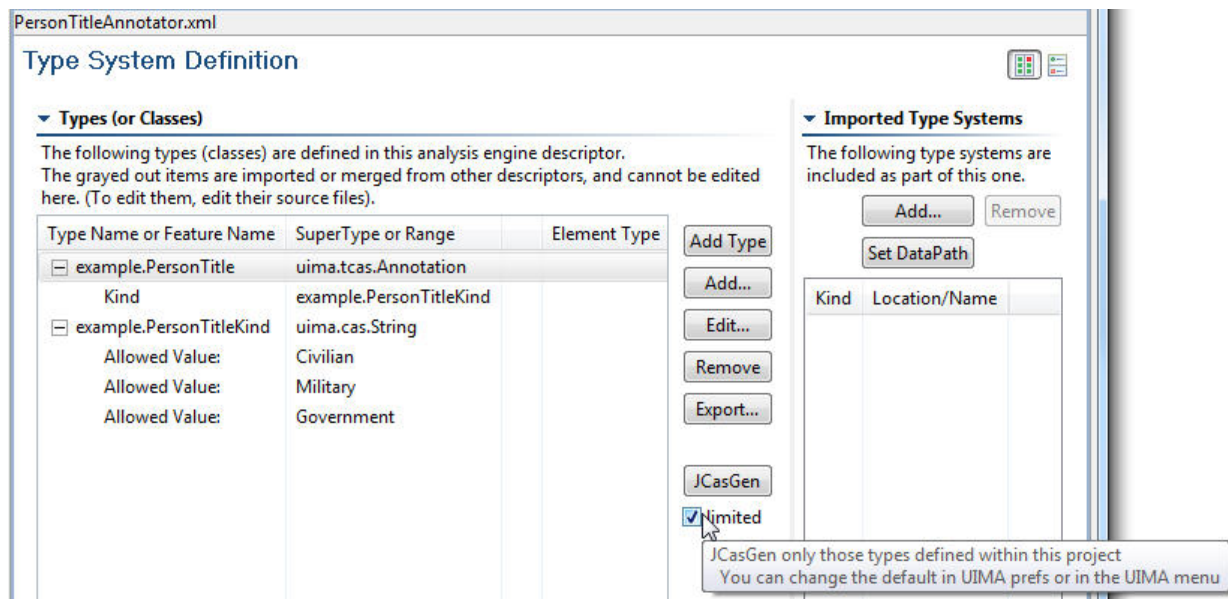 PersonTitleAnnotator.xml
Type System Definition
Types (or Classes)
The following types (classes) are defined in this analysis engine descriptor.
The grayed out items are imported or merged from other descriptors, and cannot be edited
here. (To edit them, edit their source files).
Type Name or Feature Name SuperType or Range Element Type
example.PersonTitle uima.tcas.Annotation
Kind example.PersonTitleKind
example.PersonTitleKind uima.cas.String
Allowed Value: Civilian
Allowed Value: Military
Allowed Value: Government
Add Type
Add...
Edit...
Remove
Export...
JCasGen
limited
JCasGen only those types defined within this project
You can change the default in UIMA prefs or in the UIMA menu
Imported Type Systems
The following type systems are
included as part of this one.
Add... Remove
Set DataPath
Kind Location/Name